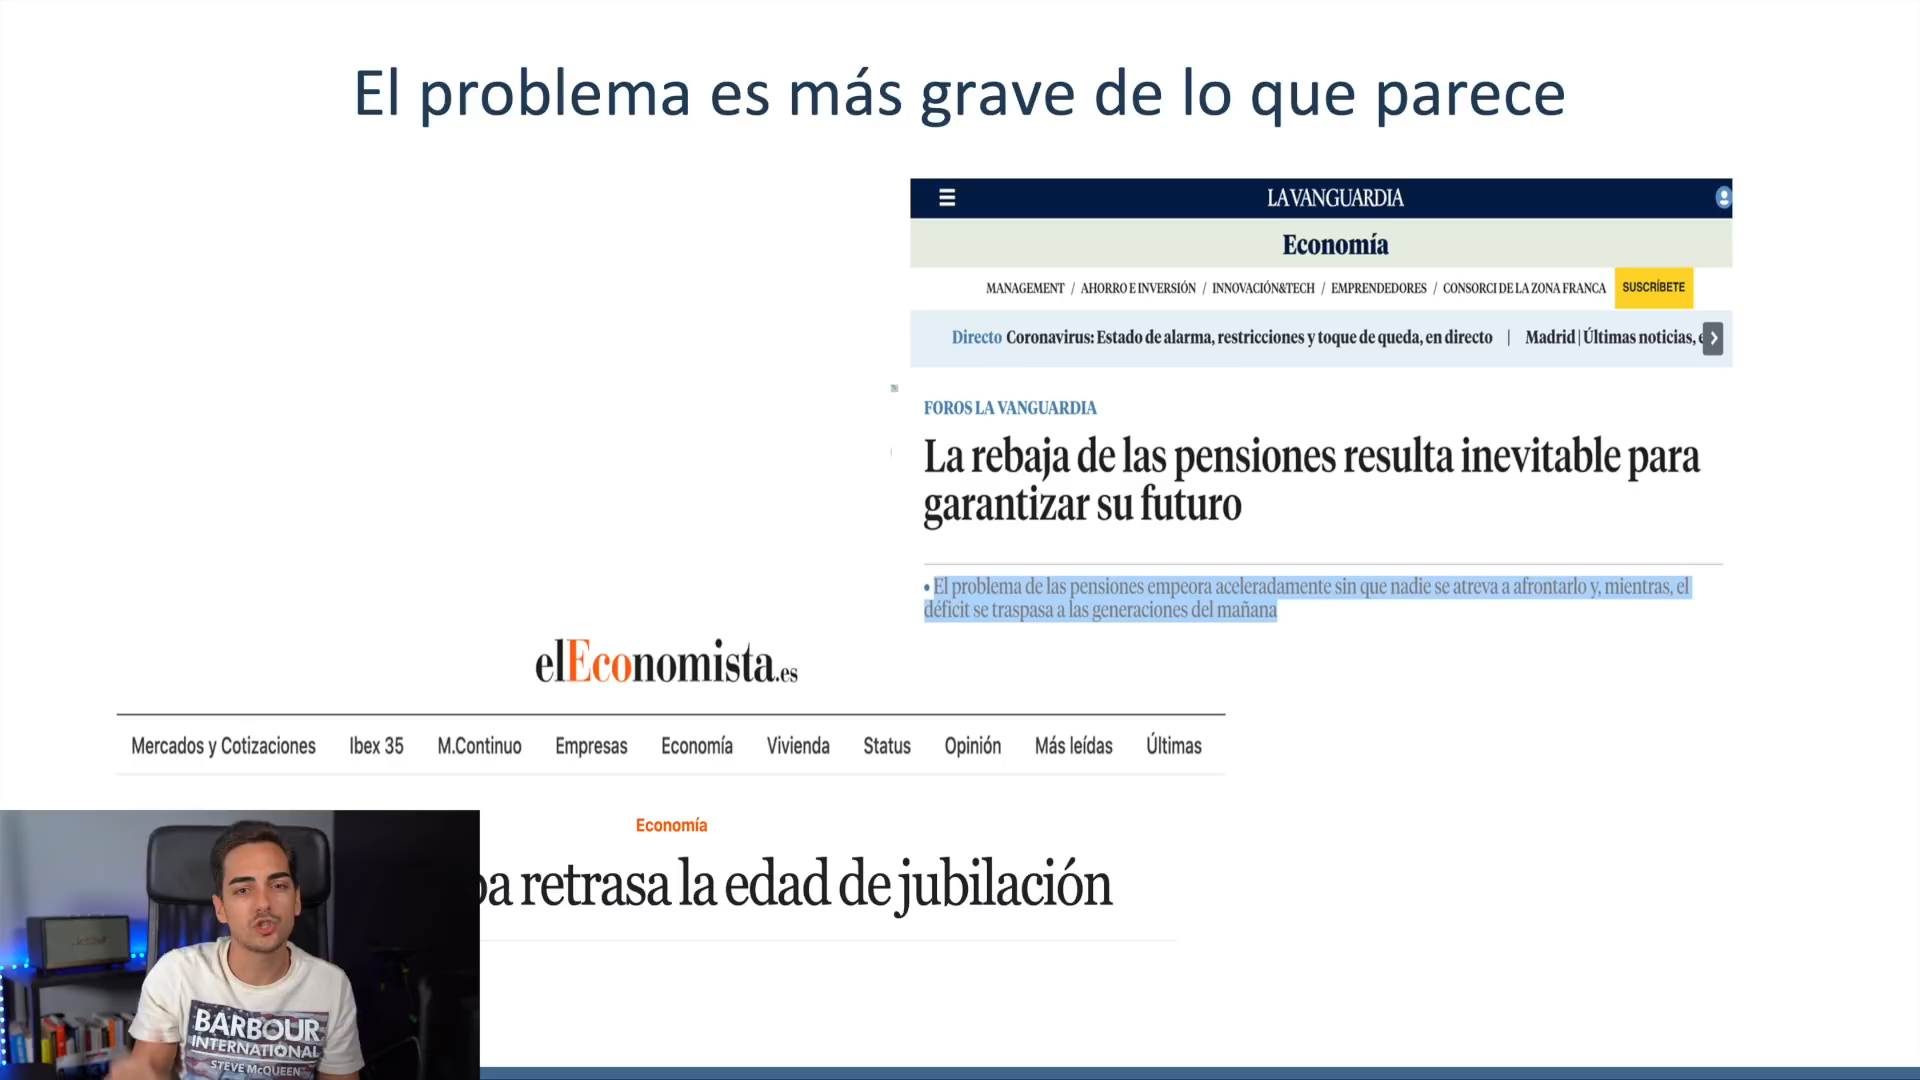 El problema es más grave de lo que parece
LA VANGUARDIA
Economía
MANAGEMENT / AHORRO E INVERSIÓN / INNOVACIÓN&TECH / EMPRENDEDORES / CONSORCI DE LA ZONA FRANCA SUSCRÍBETE
Directo Coronavirus: Estado de alarma, restricciones y toque de queda, en directo | Madrid | Últimas noticias,
FOROS LA VANGUARDIA
La rebaja de las pensiones resulta inevitable para
garantizar su futuro
• El problema de las pensiones empeora aceleradamente sin que nadie se atreva a afrontarlo y, mientras, el
déficit se traspasa a las generaciones del mañana
elEconomista.es
Mercados y Cotizaciones Ibex 35 M.Continuo Empresas Economía Vivienda Status Opinión Más leídas Últimas
Economía
retrasa la edad de jubilación
BARBOUR
INTERNATIONAL
STEVE McQUEEN